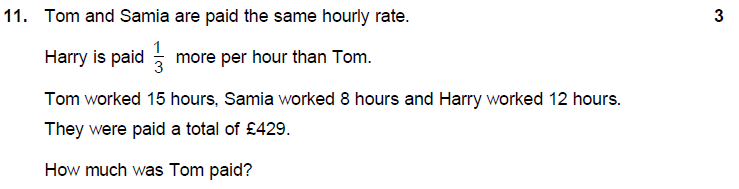 11. Tom and Samia are paid the same hourly rate. 3
Harry is paid 1/3 more per hour than Tom.
Tom worked 15 hours, Samia worked 8 hours and Harry worked 12 hours.
They were paid a total of £429.
How much was Tom paid?